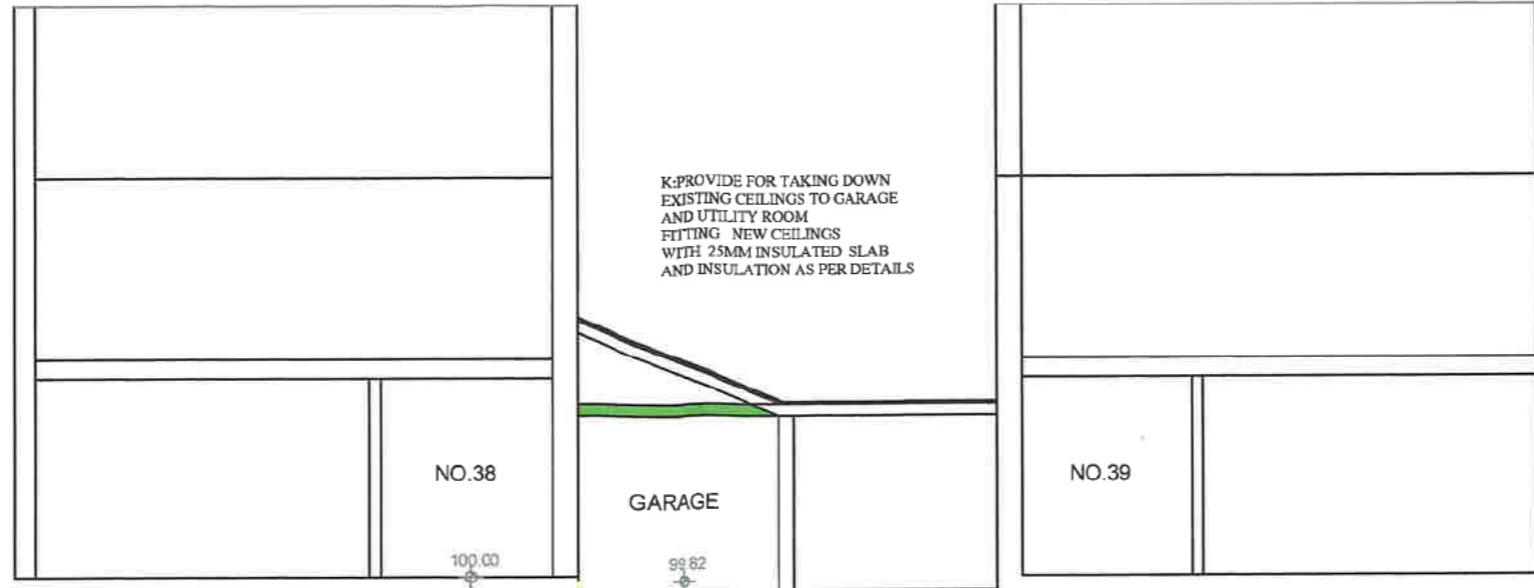 K:PROVIDE FOR TAKING DOWN
EXISTING CEILINGS TO GARAGE
AND UTILITY ROOM
FITTING NEW CEILINGS
WITH 25MM INSULATED SLAB
AND INSULATION AS PER DETAILS
NO.38
GARAGE
NO.39
100.00
99.82